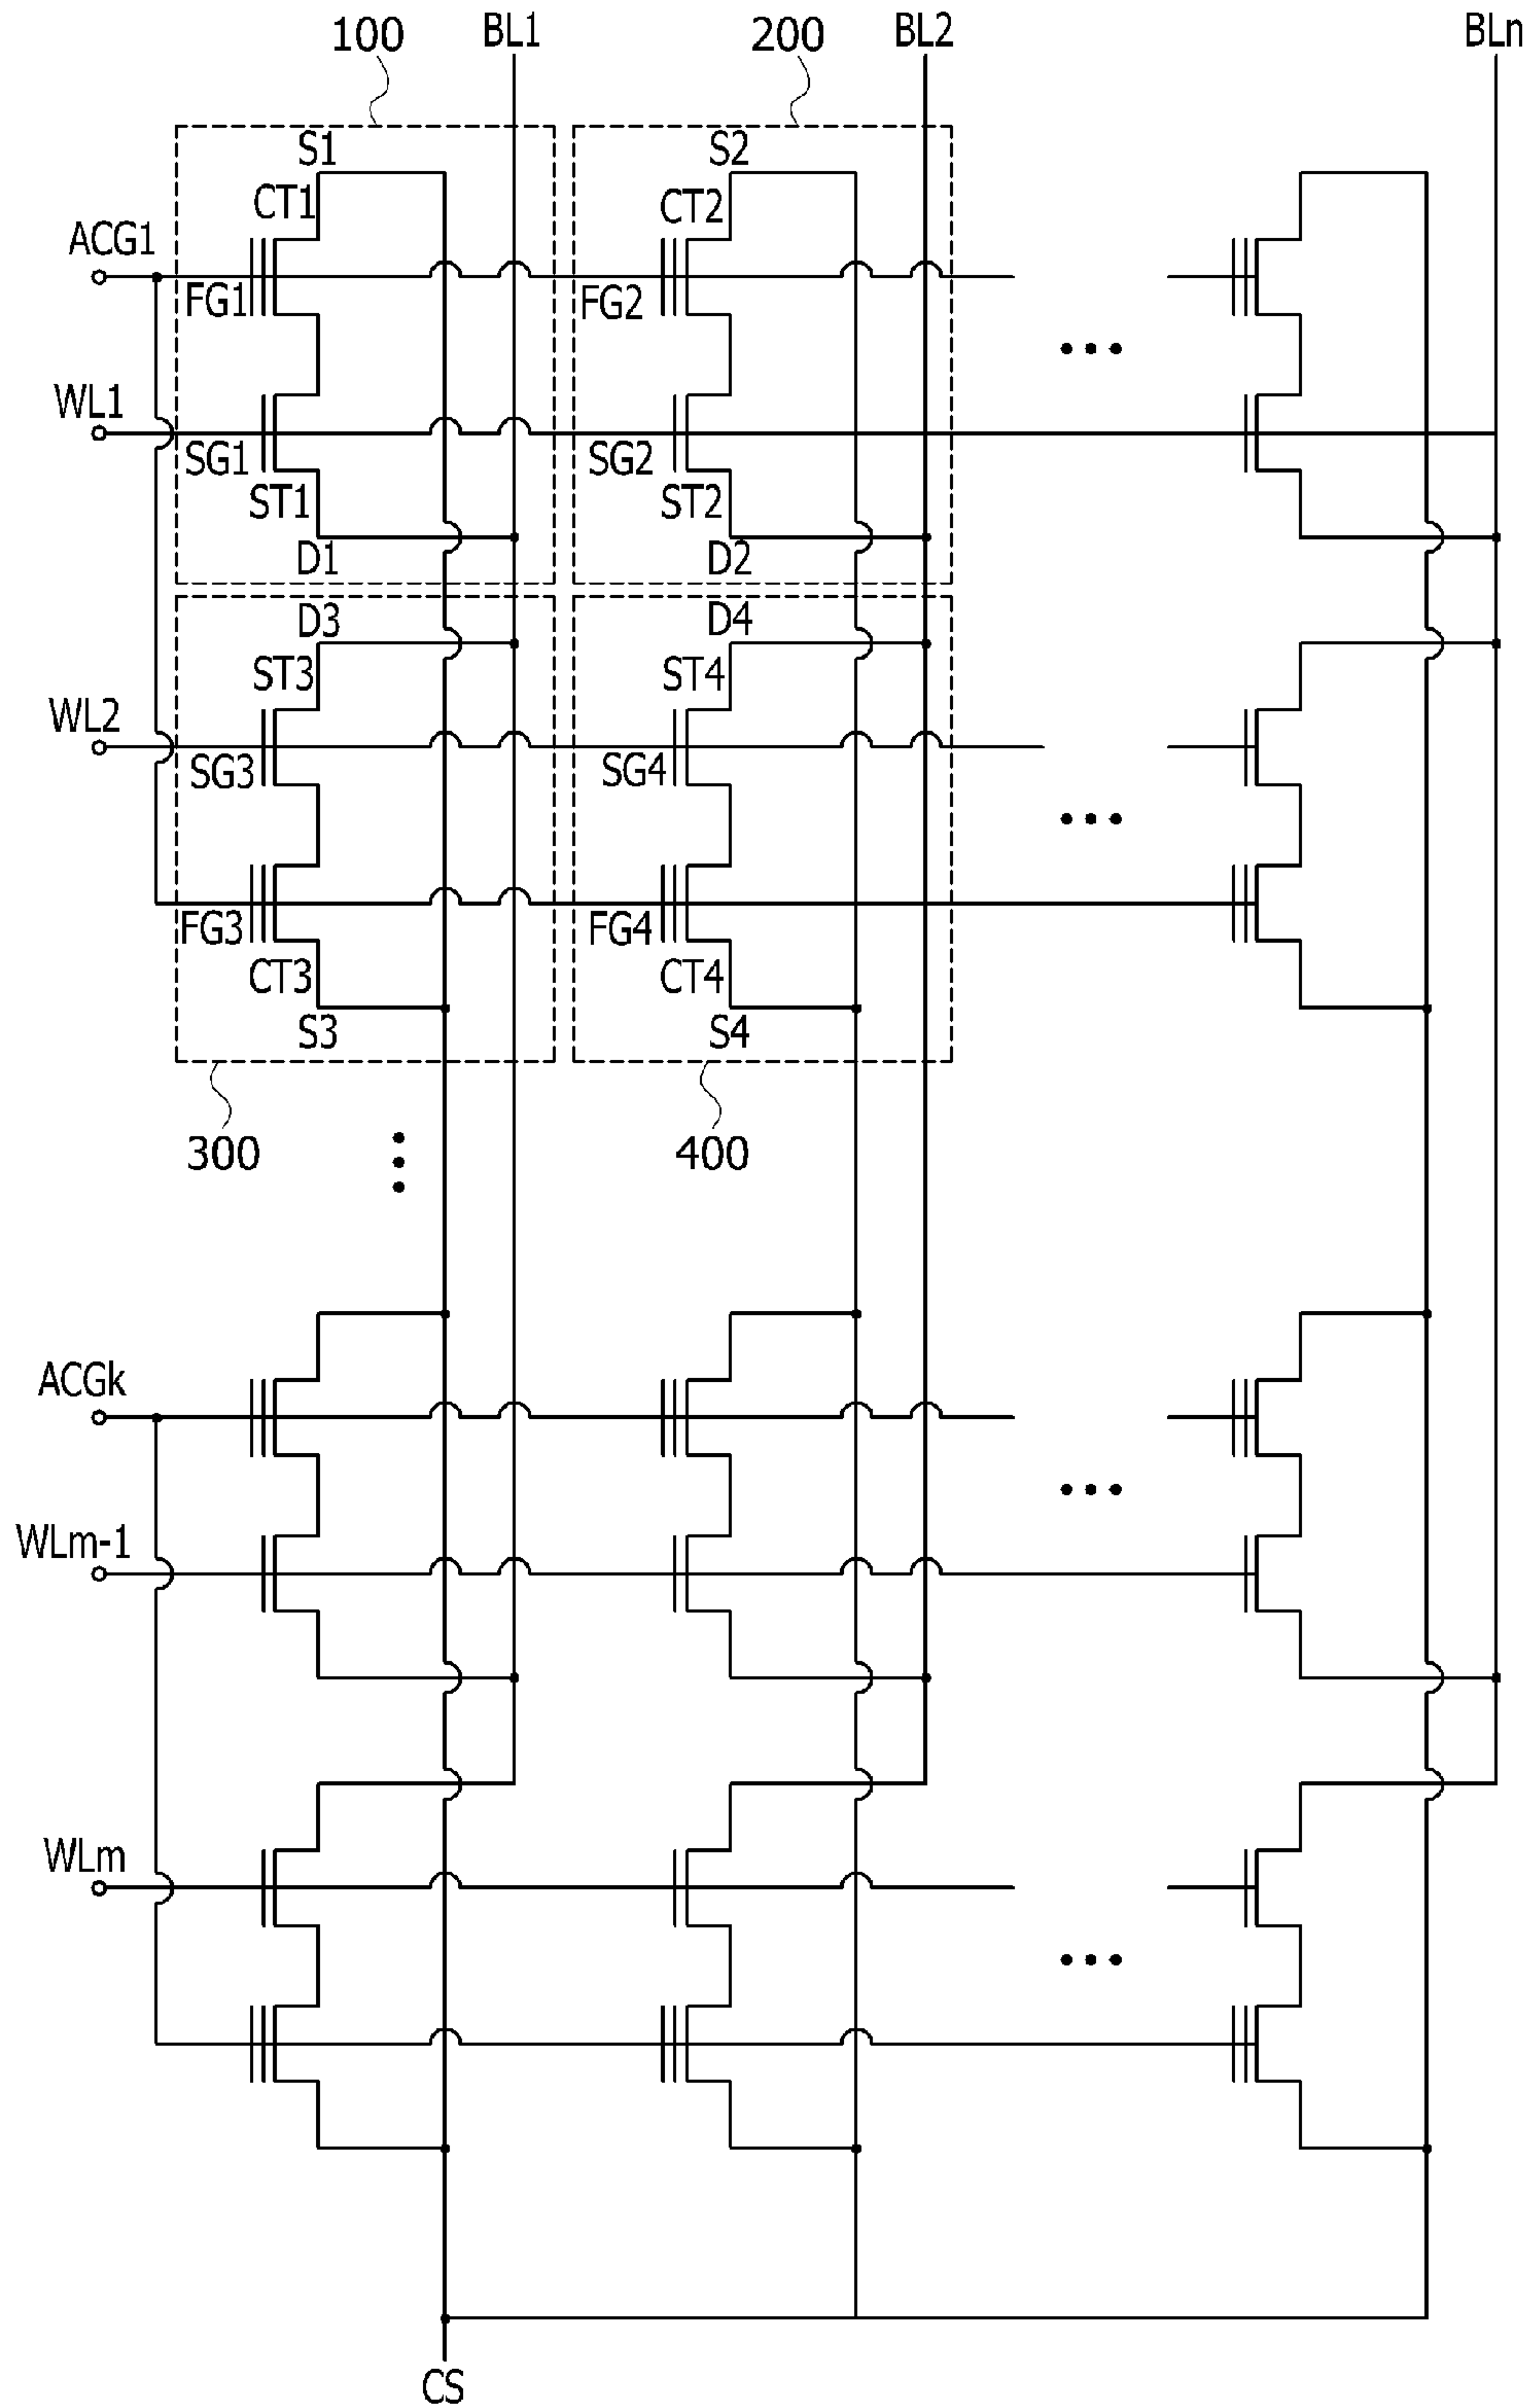 100
BL1
200
BL2
BLn
S1
S2
CT1
CT2
ACG1
FG1
FG2
WL1
SG1
SG2
ST1
ST2
D1
D2
D3
D4
ST3
ST4
WL2
SG3
SG4
FG3
FG4
CT3
CT4
S3
S4
300
400
ACGk
WLm-1
WLm
CS